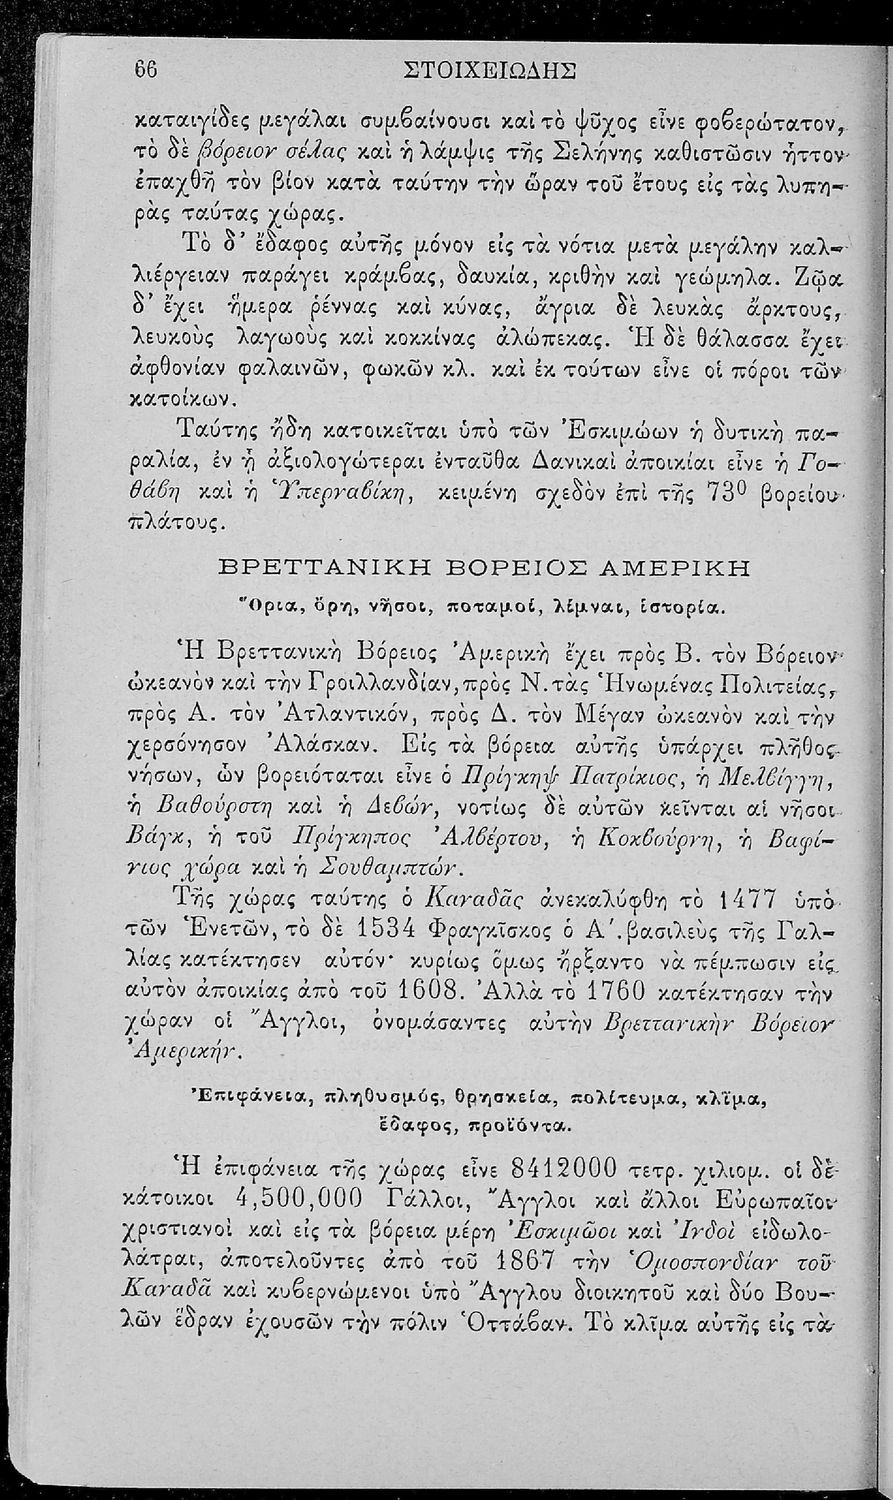 66 ΣΤΟΙΧΕΙΩΔΗΣ
καταιγίδες μεγάλαι συμβαίνουσι καὶ τὸ ψῦχος εἶνε φοβερώτατον,
τὸ δὲ βόρειον σέλας καὶ ἡ λάμψις τῆς Σελήνης καθιστῶσιν ἧττον
ἐπαχθῆ τὸν βίον κατὰ ταύτην τὴν ὥραν τοῦ ἔτους εἰς τὰς λυπη-
ρὰς ταύτας χώρας.
Τὸ δ' ἔδαφος αὐτῆς μόνον εἰς τὰ νότια μετὰ μεγάλην καλ-
λιέργειαν παράγει κράμβας, δαυκία, κριθὴν καὶ γεώμηλα. Ζῷα
δ' ἔχει ἥμερα ῥέννας καὶ κύνας, ἄγρια δὲ λευκὰς ἄρκτους,
λευκοὺς λαγωοὺς καὶ κοκκίνας ἀλώπεκας. Ἡ δὲ θάλασσα ἔχει
ἀφθονίαν φαλαινῶν, φωκῶν κλ. καὶ ἐκ τούτων εἶνε οἱ πόροι τῶν
κατοίκων.
Ταύτης ἤδη κατοικεῖται ὑπὸ τῶν Ἐσκιμώων ἡ δυτικὴ πα-
ραλία, ἐν ᾗ ἀξιολογώτεραι ἐνταῦθα Δανικαὶ ἀποικίαι εἶνε ἡ Γο-
θάβη καὶ ἡ Ὑπερναβίκη, κειμένη σχεδὸν ἐπὶ τῆς 73⁰ βορείου
πλάτους.
ΒΡΕΤΤΑΝΙΚΗ ΒΟΡΕΙΟΣ ΑΜΕΡΙΚΗ
Ὅρια, ὄρη, νῆσοι, ποταμοί, λίμναι, ἱστορία.
Ἡ Βρεττανικὴ Βόρειος Ἀμερικὴ ἔχει πρὸς Β. τὸν Βόρειον
ὠκεανὸν καὶ τὴν Γροιλλανδίαν, πρὸς Ν. τὰς Ἡνωμένας Πολιτείας,
πρὸς Α. τὸν Ἀτλαντικόν, πρὸς Δ. τὸν Μέγαν ὠκεανὸν καὶ τὴν
χερσόνησον Ἀλάσκαν. Εἰς τὰ βόρεια αὐτῆς ὑπάρχει πλῆθος
νήσων, ὧν βορειόταται εἶνε ὁ Πρίγκηψ Πατρίκιος, ἡ Μελβίγγη,
ἡ Βαθούρστη καὶ ἡ Δεβών, νοτίως δὲ αὐτῶν κεῖνται αἱ νῆσοι
Βάγκ, ἡ τοῦ Πρίγκηπος Ἀλβέρτου, ἡ Κοκβούρνη, ἡ Βαφί-
νιος χώρα καὶ ἡ Σουθαμπτών.
Τῆς χώρας ταύτης ὁ Καναδᾶς ἀνεκαλύφθη τὸ 1477 ὑπὸ
τῶν Ἑνετῶν, τὸ δὲ 1534 Φραγκῖσκος ὁ Α'. βασιλεὺς τῆς Γαλ-
λίας κατέκτησεν αὐτόν· κυρίως ὅμως ἤρξαντο νὰ πέμπωσιν εἰς
αὐτὸν ἀποικίας ἀπὸ τοῦ 1608. Ἀλλὰ τὸ 1760 κατέκτησαν τὴν
χώραν οἱ Ἄγγλοι, ὀνομάσαντες αὐτὴν Βρεττανικὴν Βόρειον
Ἀμερικήν.
Ἐπιφάνεια, πληθυσμός, θρησκεία, πολίτευμα, κλῖμα,
ἔδαφος, προϊόντα.
Ἡ ἐπιφάνεια τῆς χώρας εἶνε 8412000 τετρ. χιλιομ. οἱ δὲ
κάτοικοι 4,500,000 Γάλλοι, Ἄγγλοι καὶ ἄλλοι Εὐρωπαῖοι
χριστιανοὶ καὶ εἰς τὰ βόρεια μέρη Ἐσκιμῶοι καὶ Ἰνδοὶ εἰδωλο-
λάτραι, ἀποτελοῦντες ἀπὸ τοῦ 1867 τὴν Ὁμοσπονδίαν τοῦ
Καναδᾶ καὶ κυβερνώμενοι ὑπὸ Ἄγγλου διοικητοῦ καὶ δύο Βου-
λῶν ἕδραν ἐχουσῶν τὴν πόλιν Ὀττάβαν. Τὸ κλῖμα αὐτῆς εἰς τὰ